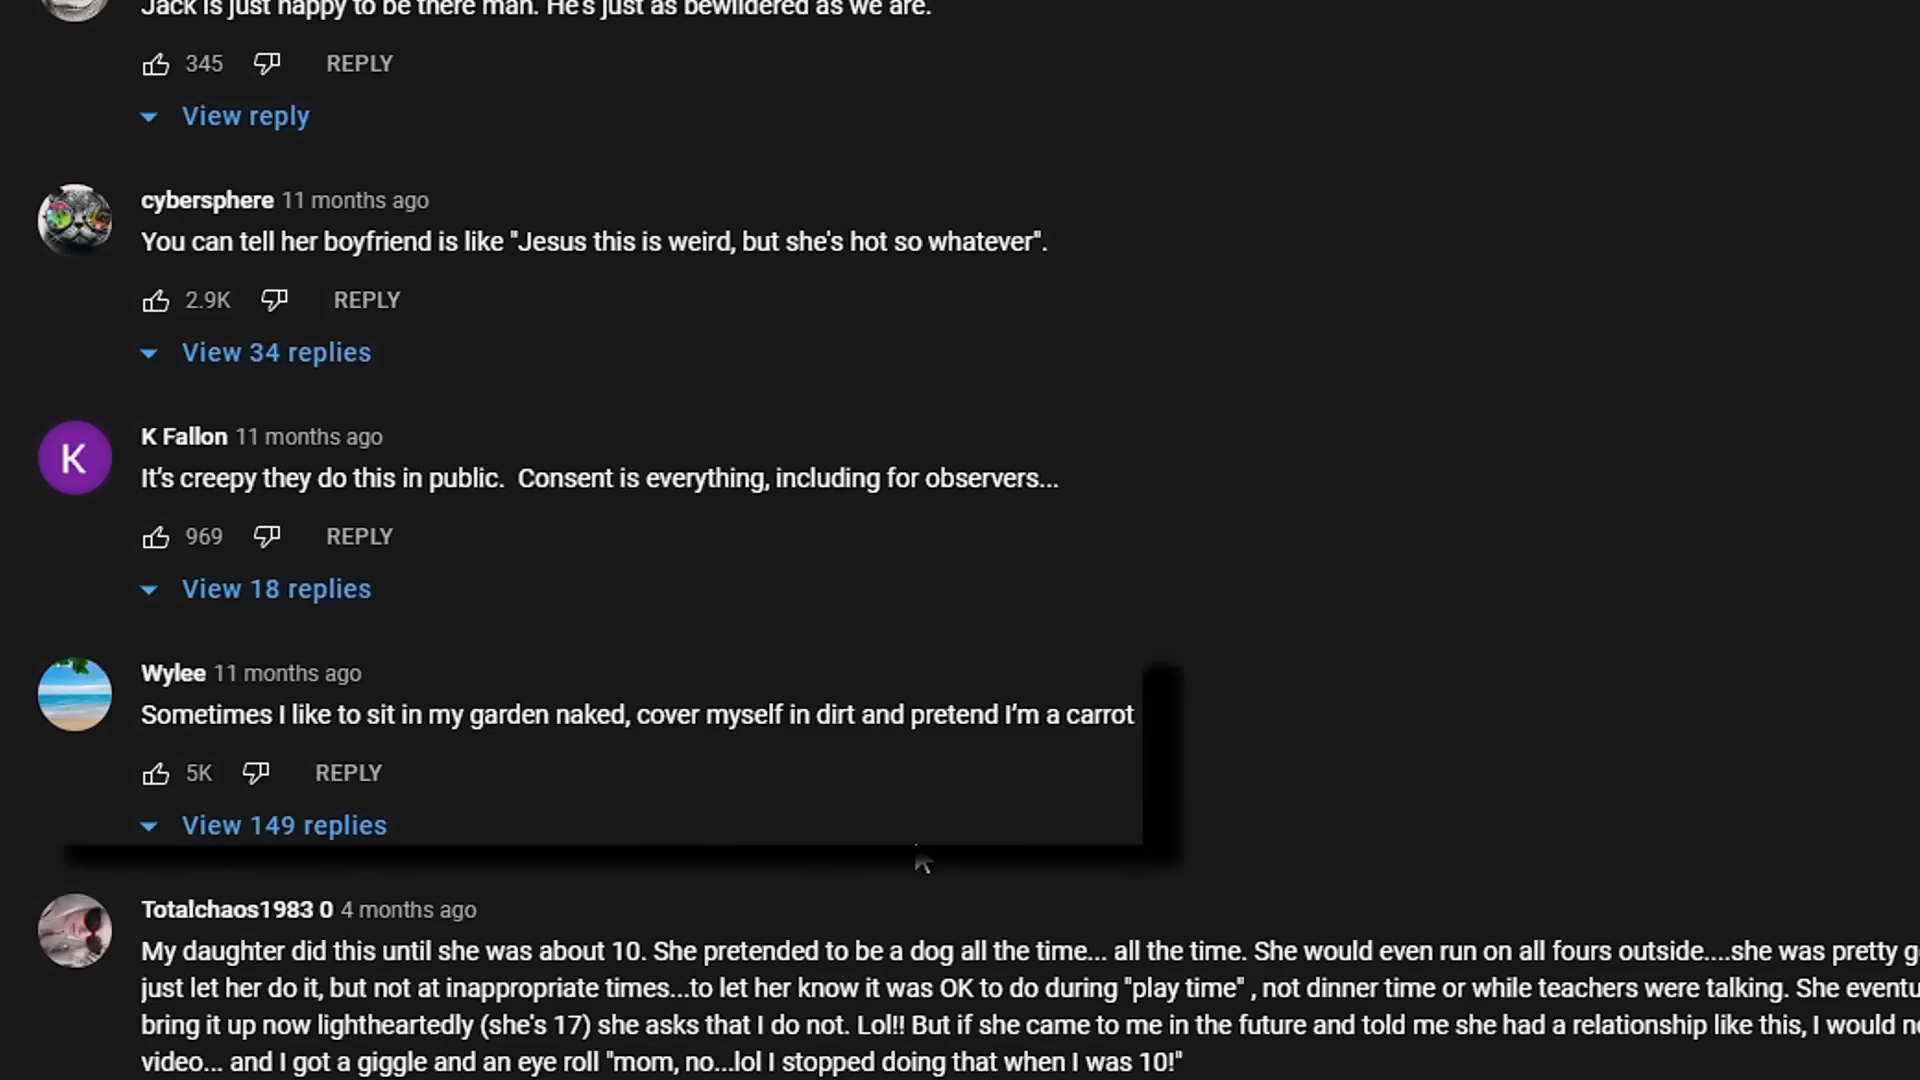 Jack is just happy to be there man. He's just as bewildered as we are.
345 REPLY
View reply
cybersphere 11 months ago
You can tell her boyfriend is like "Jesus this is weird, but she's hot so whatever".
2.9K REPLY
View 34 replies
K
K Fallon 11 months ago
It's creepy they do this in public.  Consent is everything, including for observers...
969 REPLY
View 18 replies
Wylee 11 months ago
Sometimes I like to sit in my garden naked, cover myself in dirt and pretend I'm a carrot
5K REPLY
View 149 replies
Totalchaos1983 0 4 months ago
My daughter did this until she was about 10. She pretended to be a dog all the time... all the time. She would even run on all fours outside....she was pretty
just let her do it, but not at inappropriate times...to let her know it was OK to do during "play time" , not dinner time or while teachers were talking. She
bring it up now lightheartedly (she's 17) she asks that I do not. Lol!! But if she came to me in the future and told me she had a relationship like this, I would
video... and I got a giggle and an eye roll "mom, no...lol I stopped doing that when I was 10!"